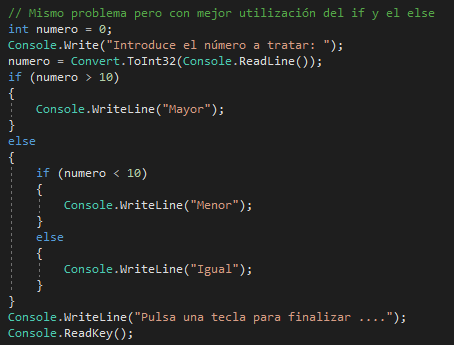 // Mismo problema pero con mejor utilización del if y el else
int numero = 0;
Console.Write("Introduce el número a tratar: ");
numero = Convert.ToInt32(Console.ReadLine());
if (numero > 10)
{
    Console.WriteLine("Mayor");
}
else
{
    if (numero < 10)
    {
        Console.WriteLine("Menor");
    }
    else
    {
        Console.WriteLine("Igual");
    }
}
Console.WriteLine("Pulsa una tecla para finalizar ....");
Console.ReadKey();